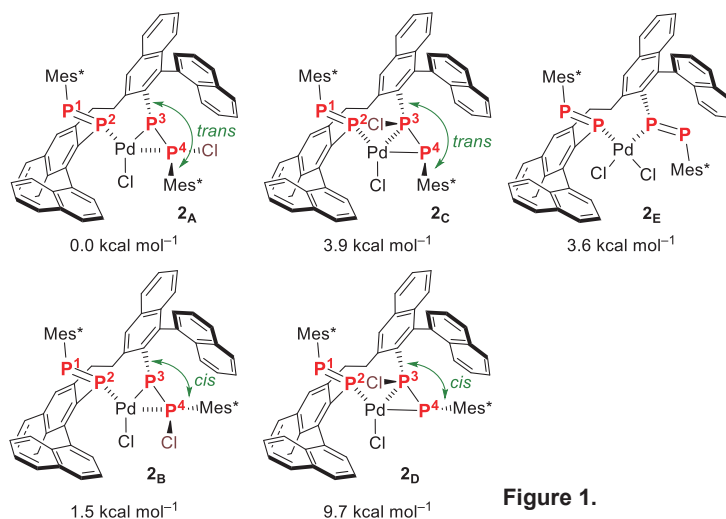 Mes*
P¹
P²
P³
trans
Pd
P⁴
Cl
Cl
Mes*
2A
0.0 kcal mol⁻¹
Mes*
P¹
P²
Cl
P³
trans
Pd
P⁴
Cl
Mes*
2C
3.9 kcal mol⁻¹
Mes*
P
P
P
P
Pd
Cl
Cl
Mes*
2E
3.6 kcal mol⁻¹
Mes*
P¹
P²
P³
cis
Pd
P⁴
Mes*
Cl
Cl
2B
1.5 kcal mol⁻¹
Mes*
P¹
P²
Cl
P³
cis
Pd
P⁴
Mes*
Cl
2D
9.7 kcal mol⁻¹
Figure 1.